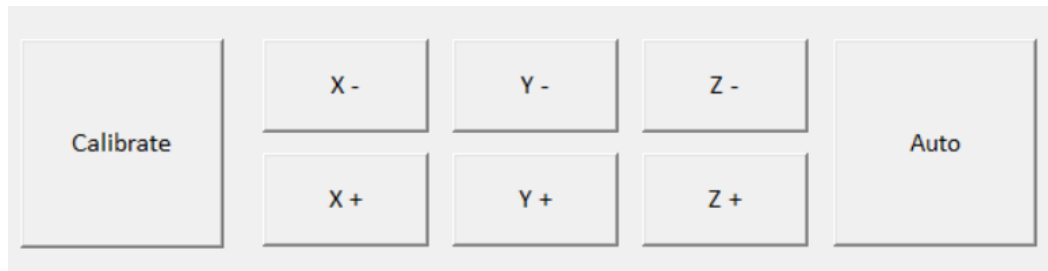 X - Y - Z -
Calibrate Auto
X + Y + Z +